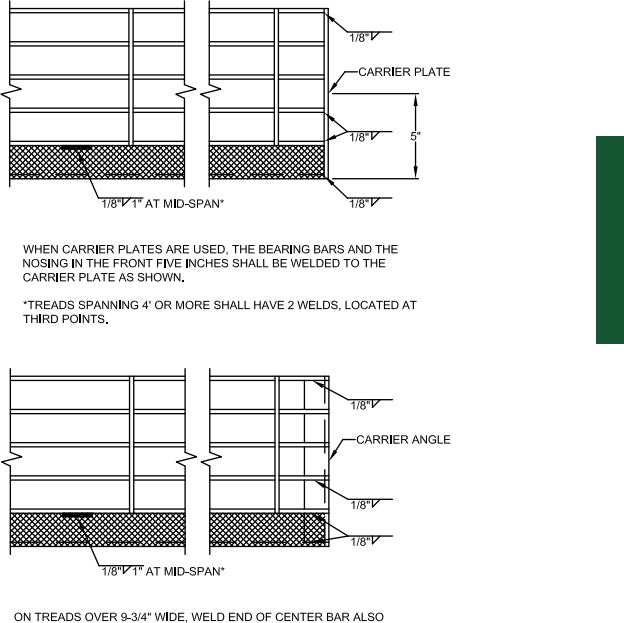 1/8"
CARRIER PLATE
1/8"
5"
1/8" 1" AT MID-SPAN*
1/8"
WHEN CARRIER PLATES ARE USED, THE BEARING BARS AND THE
NOSING IN THE FRONT FIVE INCHES SHALL BE WELDED TO THE
CARRIER PLATE AS SHOWN.
*TREADS SPANNING 4' OR MORE SHALL HAVE 2 WELDS, LOCATED AT
THIRD POINTS.
1/8"
CARRIER ANGLE
1/8"
1/8"
1/8" 1" AT MID-SPAN*
ON TREADS OVER 9-3/4" WIDE, WELD END OF CENTER BAR ALSO